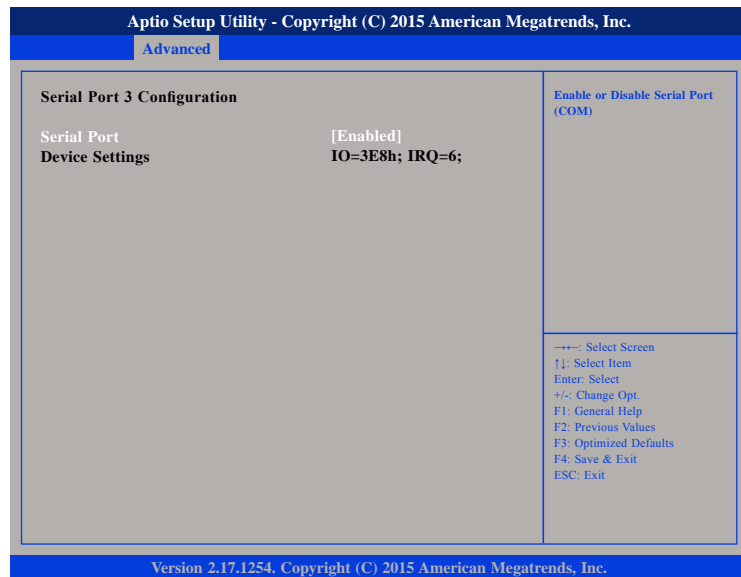 Aptio Setup Utility - Copyright (C) 2015 American Megatrends, Inc.
Advanced
Serial Port 3 Configuration
Serial Port [Enabled]
Device Settings IO=3E8h; IRQ=6;
Enable or Disable Serial Port
(COM)
→←: Select Screen
↑↓: Select Item
Enter: Select
+/-: Change Opt.
F1: General Help
F2: Previous Values
F3: Optimized Defaults
F4: Save & Exit
ESC: Exit
Version 2.17.1254. Copyright (C) 2015 American Megatrends, Inc.